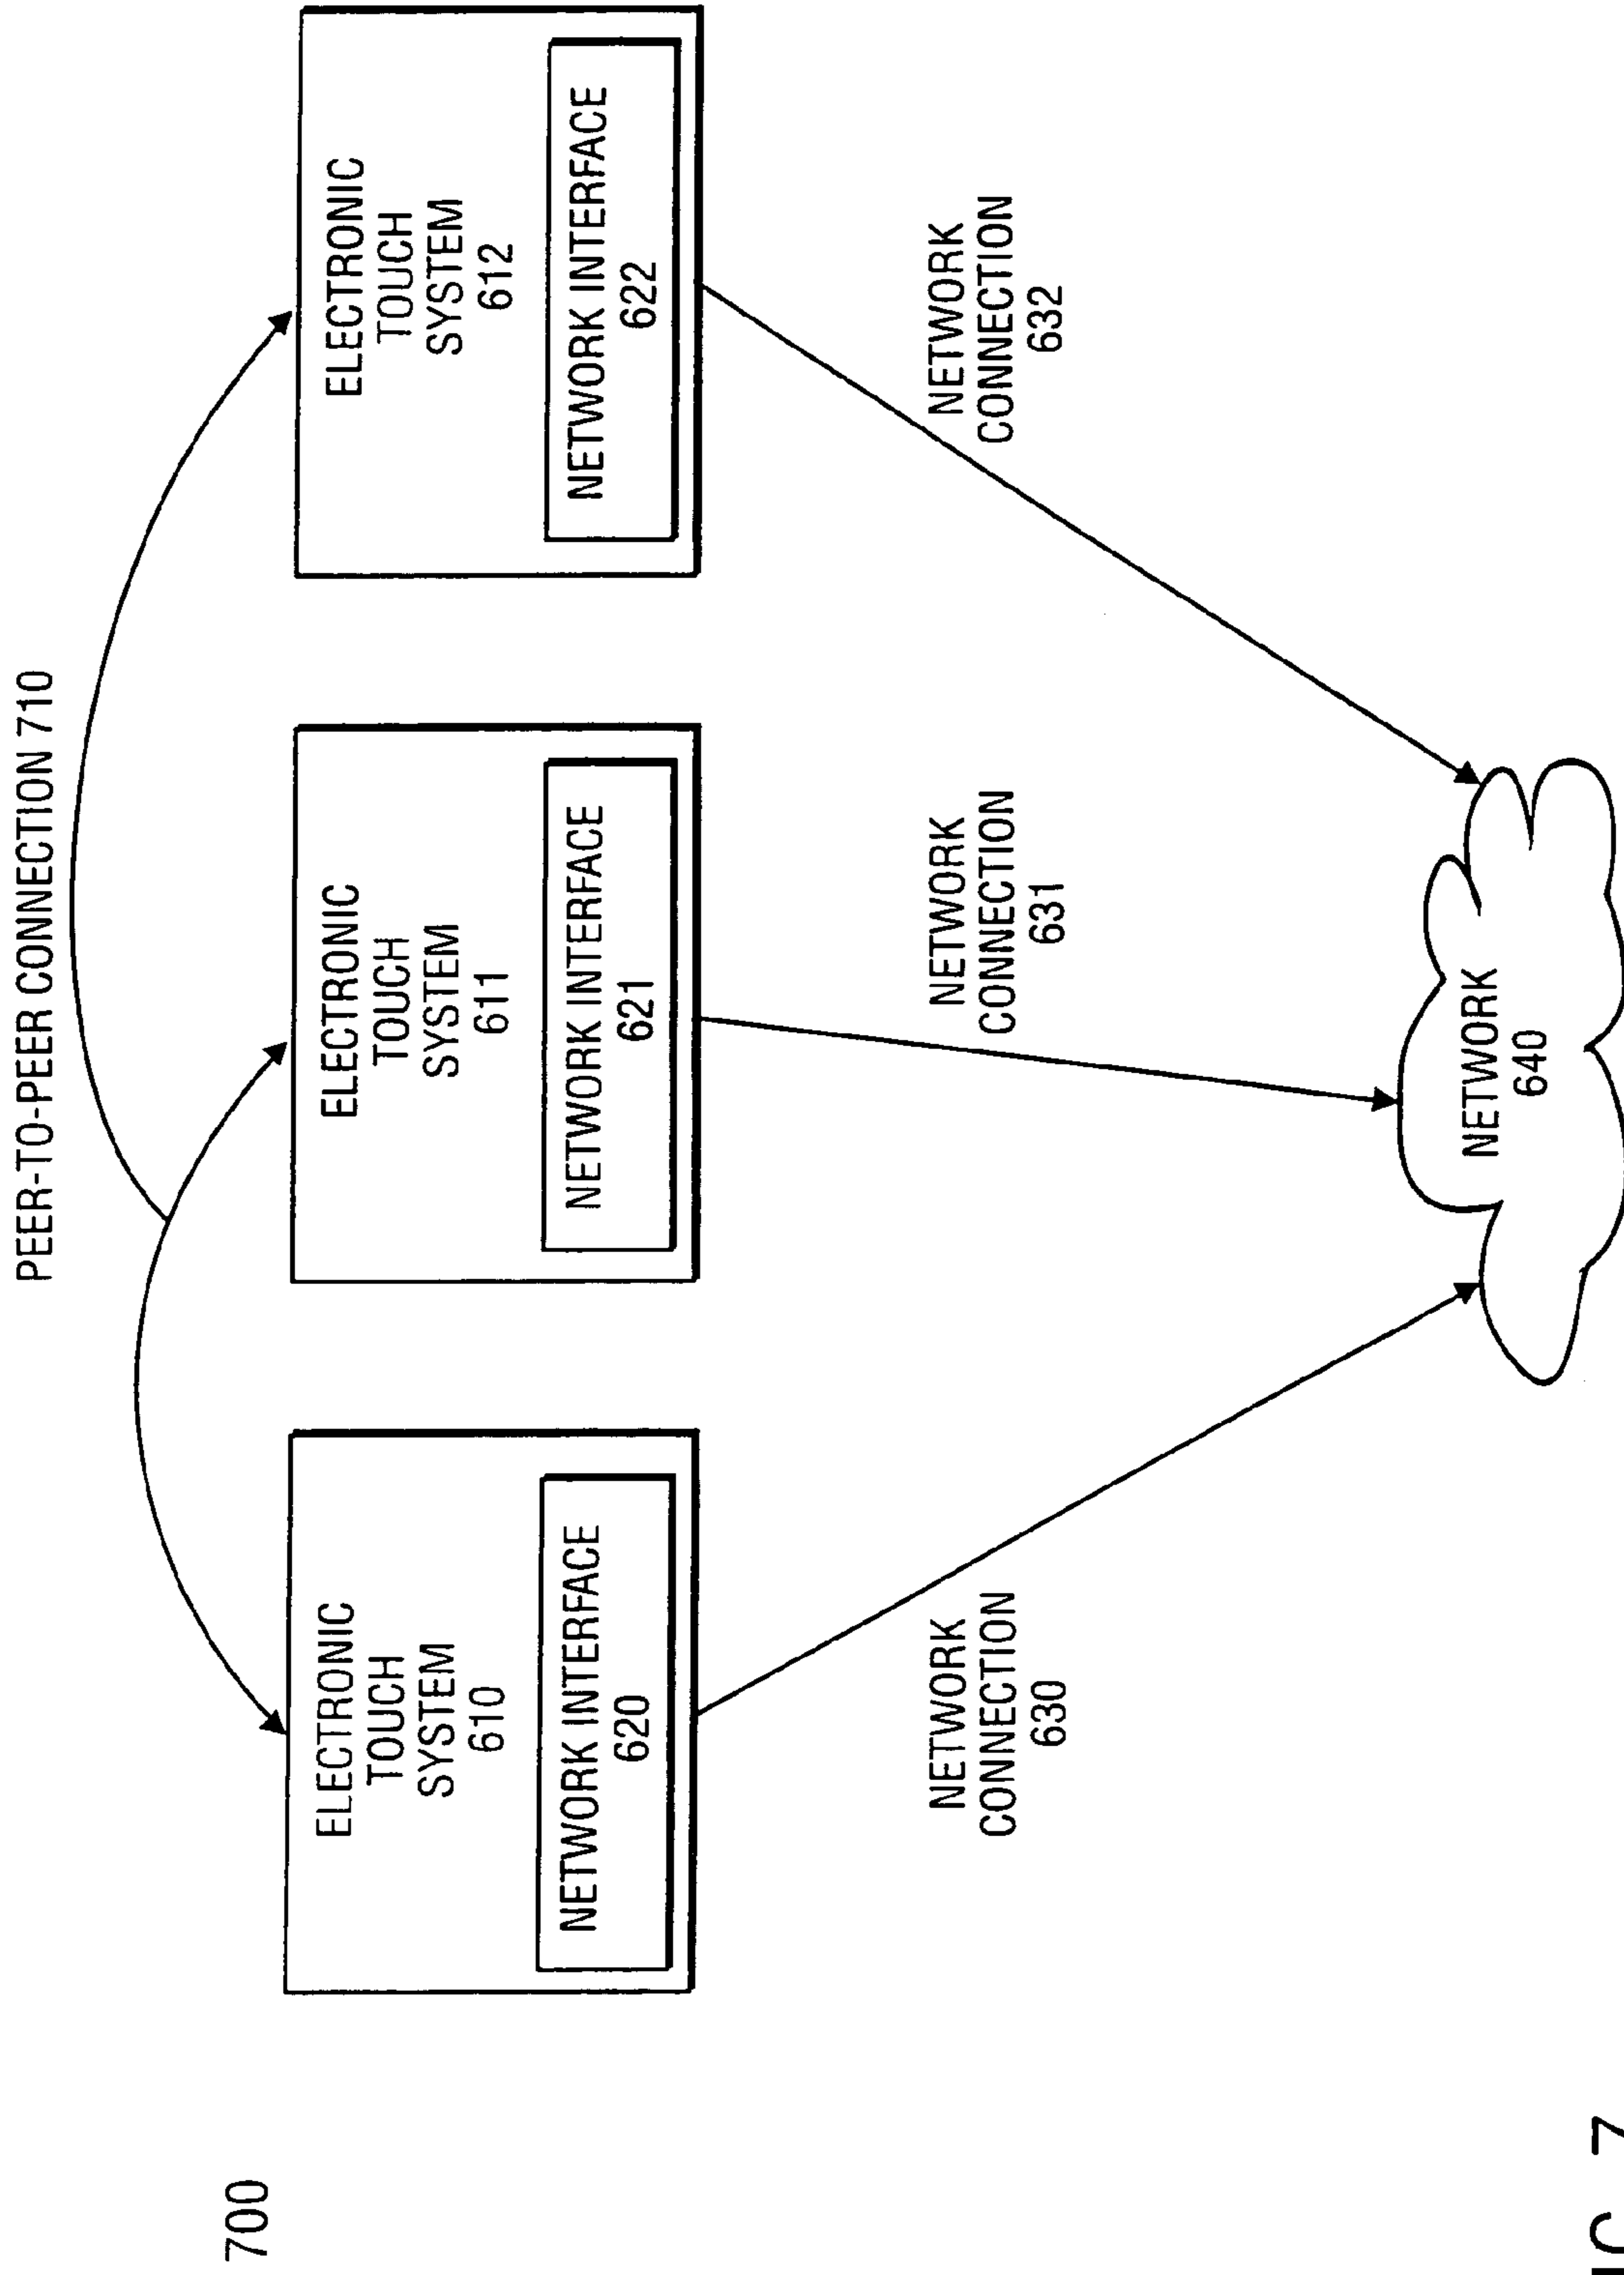 700
PEER-TO-PEER CONNECTION 710
ELECTRONIC
TOUCH
SYSTEM
610
NETWORK INTERFACE
620
ELECTRONIC
TOUCH
SYSTEM
611
NETWORK INTERFACE
621
ELECTRONIC
TOUCH
SYSTEM
612
NETWORK INTERFACE
622
NETWORK
CONNECTION
630
NETWORK
CONNECTION
631
NETWORK
CONNECTION
632
NETWORK
640